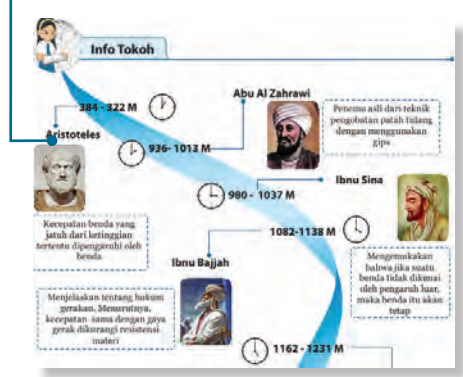 Info Tokoh
384 - 322 M
Aristoteles
Kecepatan benda yang
jatuh dari ketinggian
tertentu dipengaruhi oleh
benda
936- 1013 M
Abu Al Zahrawi
Penemu asli dari teknik
pengobatan patah tulang
dengan menggunakan
gips
980 - 1037 M
Ibnu Sina
Mengemukakan
bahwa jika suatu
benda tidak dikenai
oleh pengaruh luar,
maka benda itu akan
tetap
1082-1138 M
Ibnu Bajjah
Menjelaskan tentang hukum
gerakan. Menurutnya,
kecepatan sama dengan gaya
gerak dikurangi resistensi
materi
1162 - 1231 M